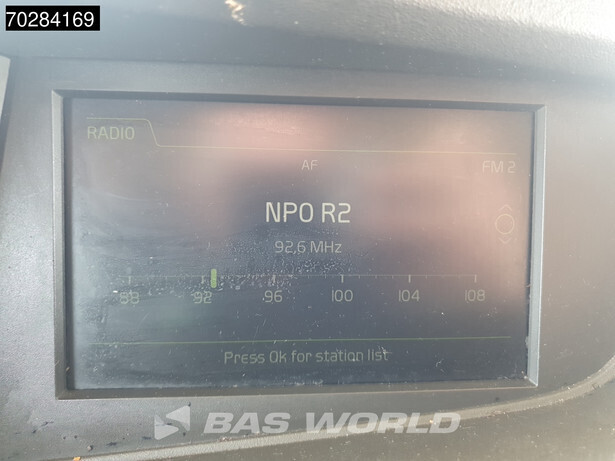 70284169
RADIO
AF
FM 2
NPO R2
92,6 MHz
88 92 96 100 104 108
Press Ok for station list
BAS WORLD